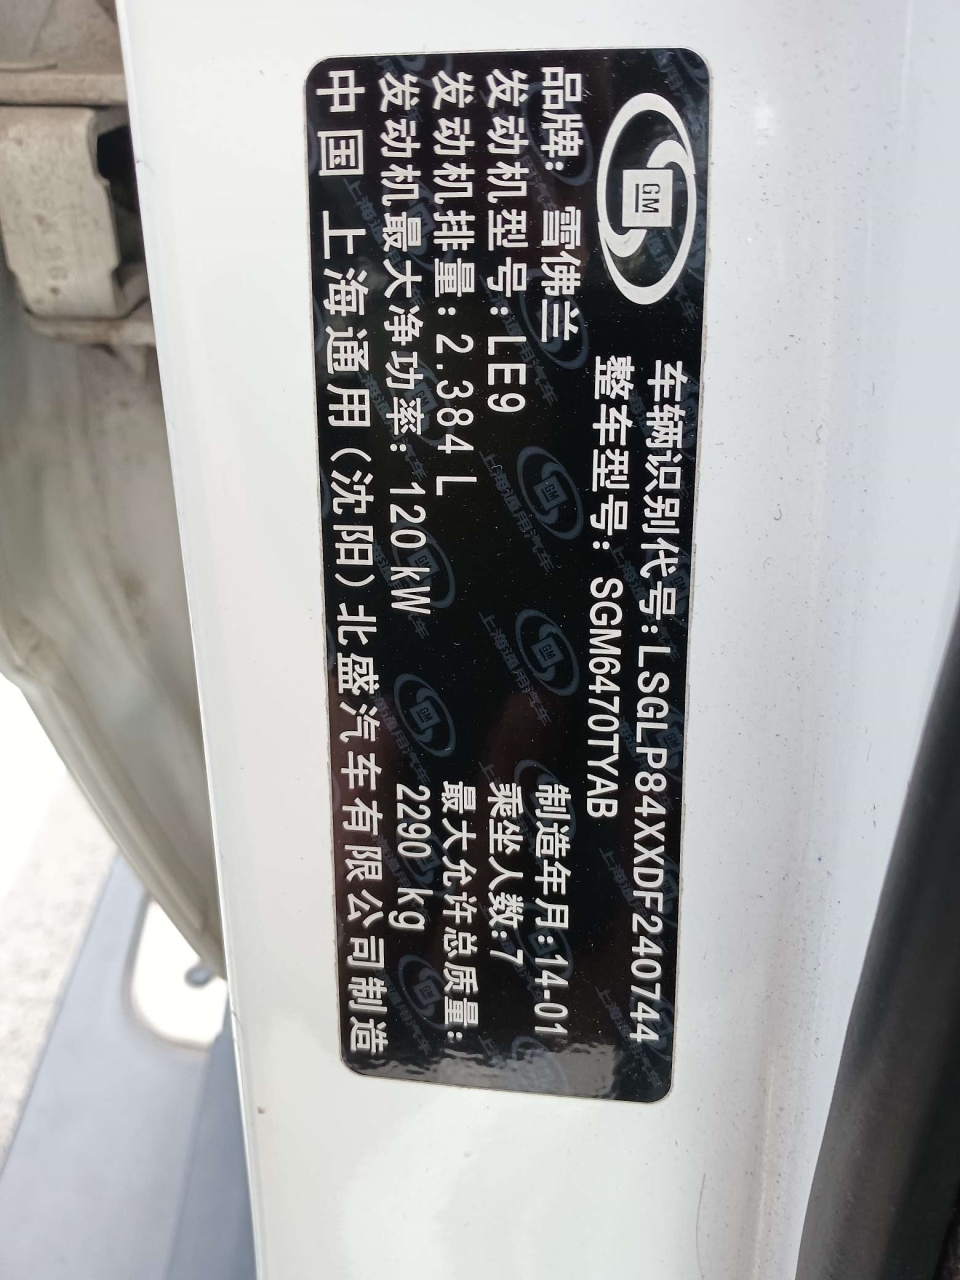 GM
车辆识别代号:LSGLP84XXDF240744
整车型号: SGM6470TYAB
品牌: 雪佛兰
制造年月:14-01
发动机型号: LE9
乘坐人数:7
发动机排量: 2.384 L
最大允许总质量:
发动机最大净功率: 120 kW
2290 kg
中国 上海通用(沈阳)北盛汽车有限公司制造